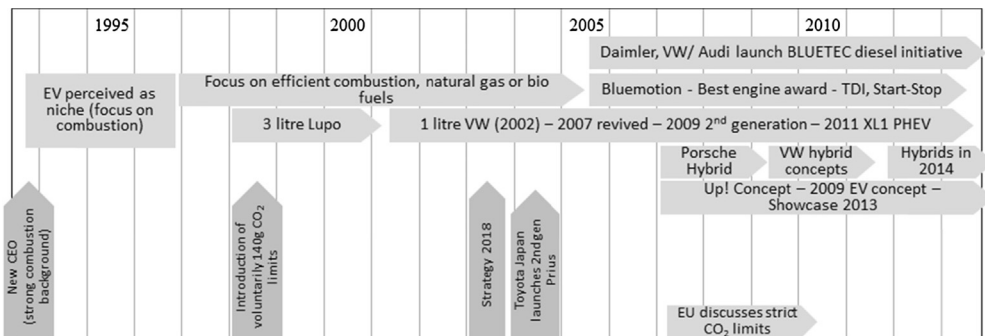 1995 2000 2005 2010
Daimler, VW/ Audi launch BLUETEC diesel initiative
EV perceived as
niche (focus on
combustion)
Focus on efficient combustion, natural gas or bio
fuels
Bluemotion - Best engine award - TDI, Start-Stop
3 litre Lupo
1 litre VW (2002) – 2007 revived – 2009 2nd generation – 2011 XL1 PHEV
Porsche
Hybrid
VW hybrid
concepts
Hybrids in
2014
Up! Concept – 2009 EV concept –
Showcase 2013
New CEO
(strong combustion
background)
Introduction of
voluntarily 140g CO2
limits
Strategy 2018
Toyota Japan
launches 2ndgen
Prius
EU discusses strict
CO2 limits